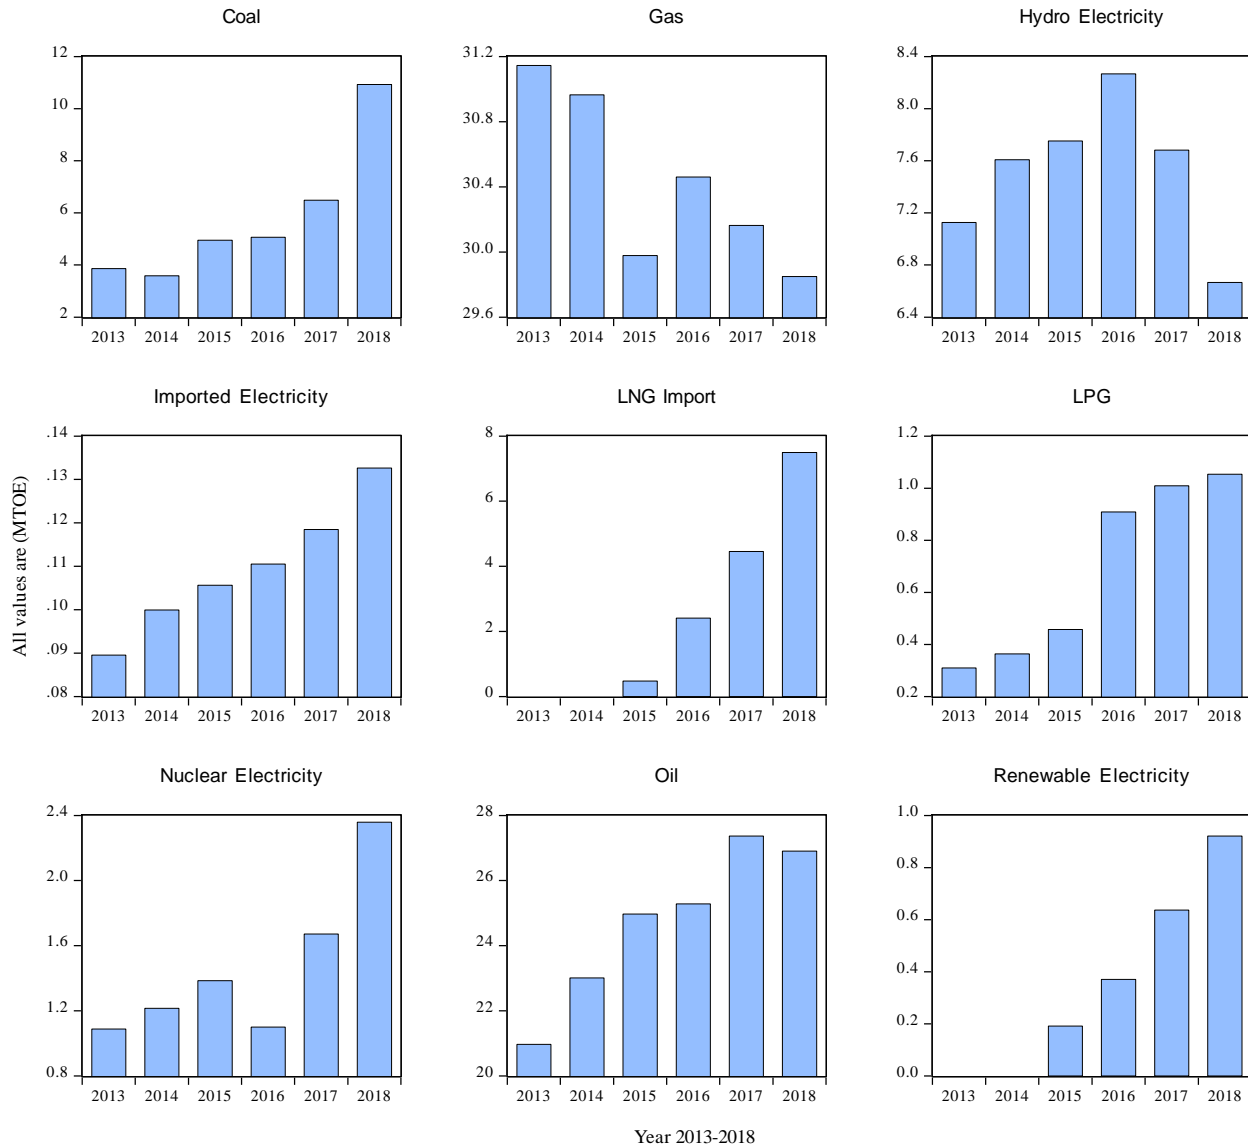 Coal
12
10
8
6
4
2
2013 2014 2015 2016 2017 2018
Gas
31.2
30.8
30.4
30.0
29.6
2013 2014 2015 2016 2017 2018
Hydro Electricity
8.4
8.0
7.6
7.2
6.8
6.4
2013 2014 2015 2016 2017 2018
All values are (MTOE)
Imported Electricity
.14
.13
.12
.11
.10
.09
.08
2013 2014 2015 2016 2017 2018
LNG Import
8
6
4
2
0
2013 2014 2015 2016 2017 2018
LPG
1.2
1.0
0.8
0.6
0.4
0.2
2013 2014 2015 2016 2017 2018
Nuclear Electricity
2.4
2.0
1.6
1.2
0.8
2013 2014 2015 2016 2017 2018
Oil
28
26
24
22
20
2013 2014 2015 2016 2017 2018
Renewable Electricity
1.0
0.8
0.6
0.4
0.2
0.0
2013 2014 2015 2016 2017 2018
Year 2013-2018